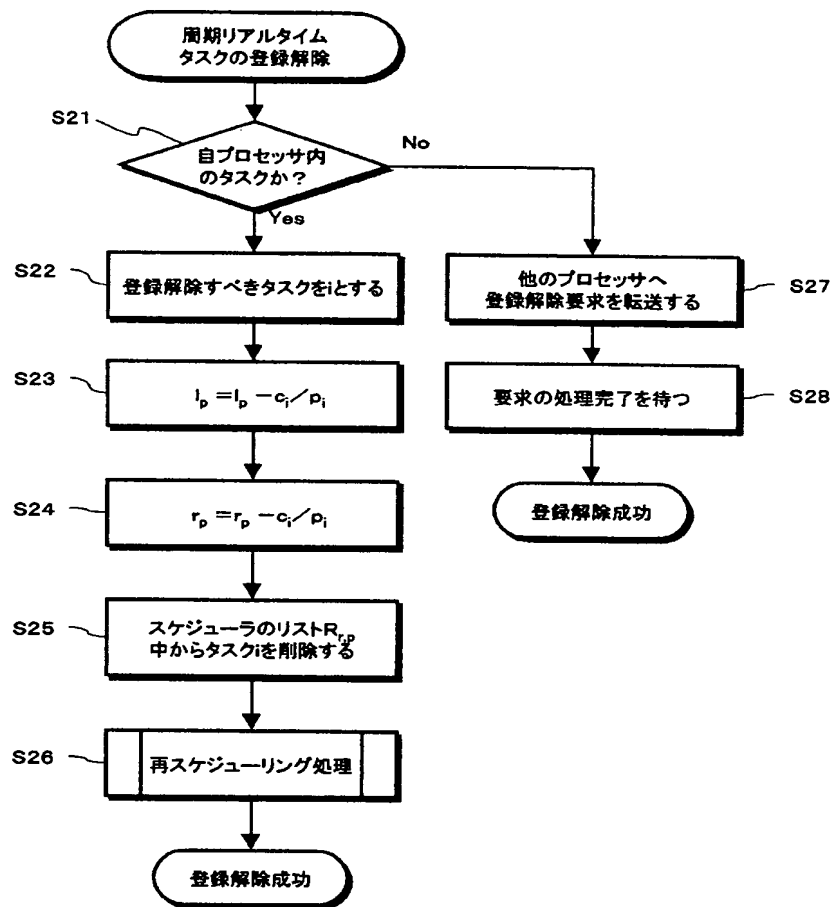 周期リアルタイム
タスクの登録解除
S21
自プロセッサ内
のタスクか？
No
Yes
S22
登録解除すべきタスクをiとする
S23
l_p = l_p − c_i／p_i
S24
r_p = r_p − c_i／p_i
S25
スケジューラのリストR_r,p
中からタスクiを削除する
S26
再スケジューリング処理
登録解除成功
他のプロセッサへ
登録解除要求を転送する
S27
要求の処理完了を待つ
S28
登録解除成功